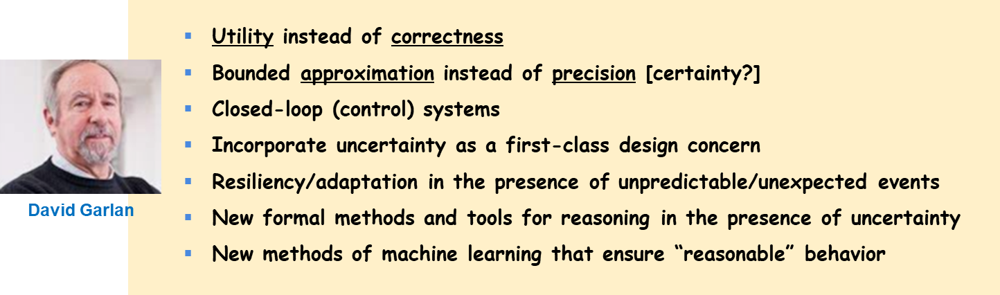 Utility instead of correctness
Bounded approximation instead of precision [certainty?]
Closed-loop (control) systems
Incorporate uncertainty as a first-class design concern
Resiliency/adaptation in the presence of unpredictable/unexpected events
David Garlan
New formal methods and tools for reasoning in the presence of uncertainty
New methods of machine learning that ensure “reasonable” behavior